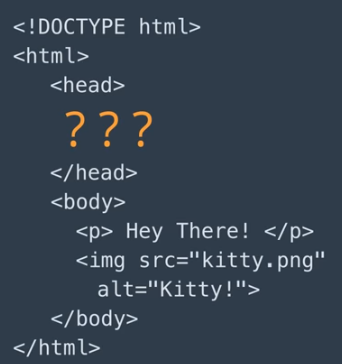 <!DOCTYPE html>
<html>
<head>
???
</head>
<body>
<p> Hey There! </p>
<img src="kitty.png"
alt="Kitty!">
</body>
</html>